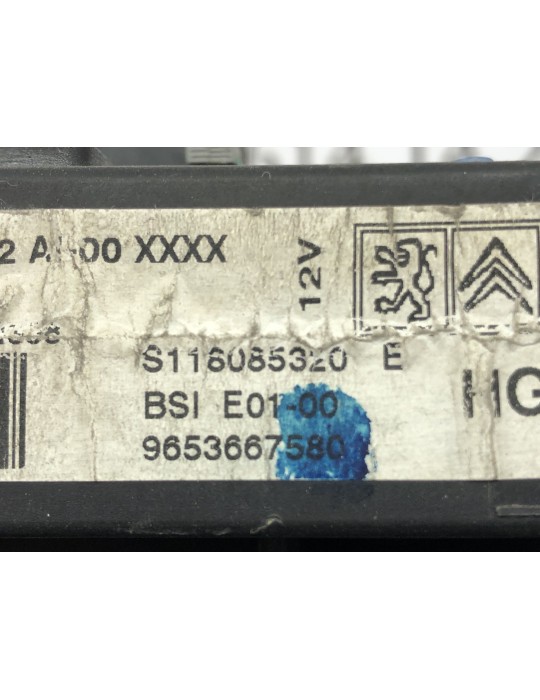 2 A -00 XXXX
12V
S116085320 E
BSI E01-00
9653667580
HG